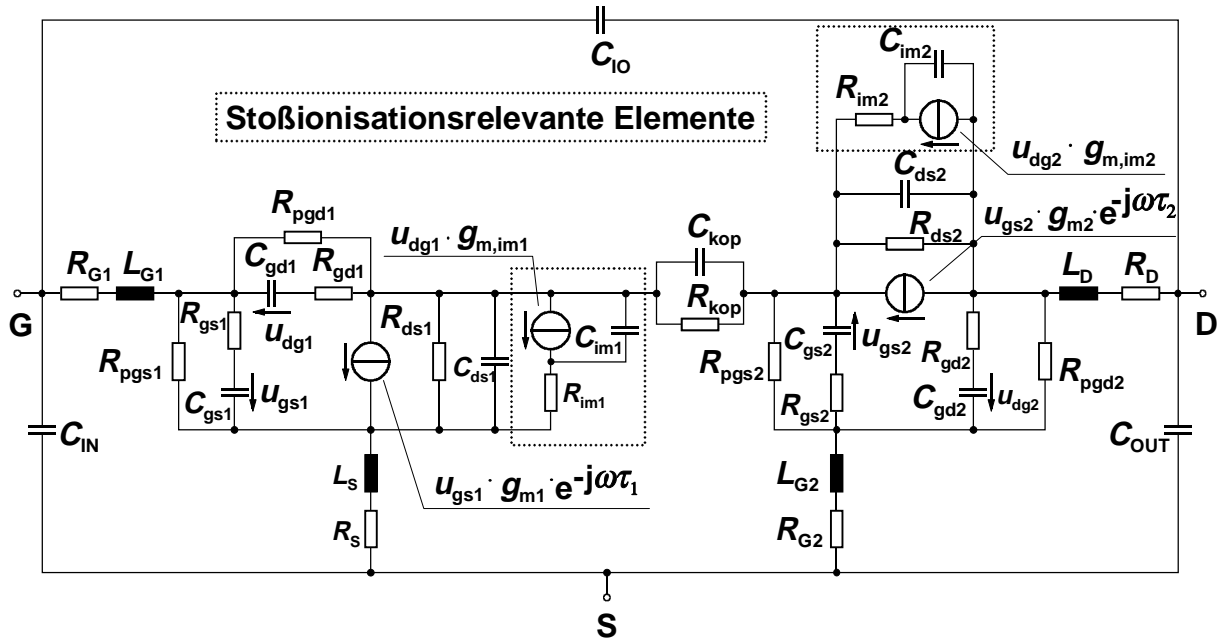 C_IO
C_im2
R_im2
Stoßionisationsrelevante Elemente
u_dg2 · g_m,im2
C_ds2
R_pgd1
u_dg1 · g_m,im1
C_kop
R_ds2
u_gs2 · g_m2 · e^-jωτ_2
R_G1
L_G1
C_gd1
R_gd1
L_D
R_D
G
R_gs1
u_dg1
R_ds1
C_im1
R_kop
D
R_pgs1
C_gs1
u_gs1
C_ds1
R_im1
R_pgs2
C_gs2
u_gs2
R_gs2
R_gd2
C_gd2
u_dg2
R_pgd2
C_IN
C_OUT
L_S
u_gs1 · g_m1 · e^-jωτ_1
L_G2
R_S
R_G2
S